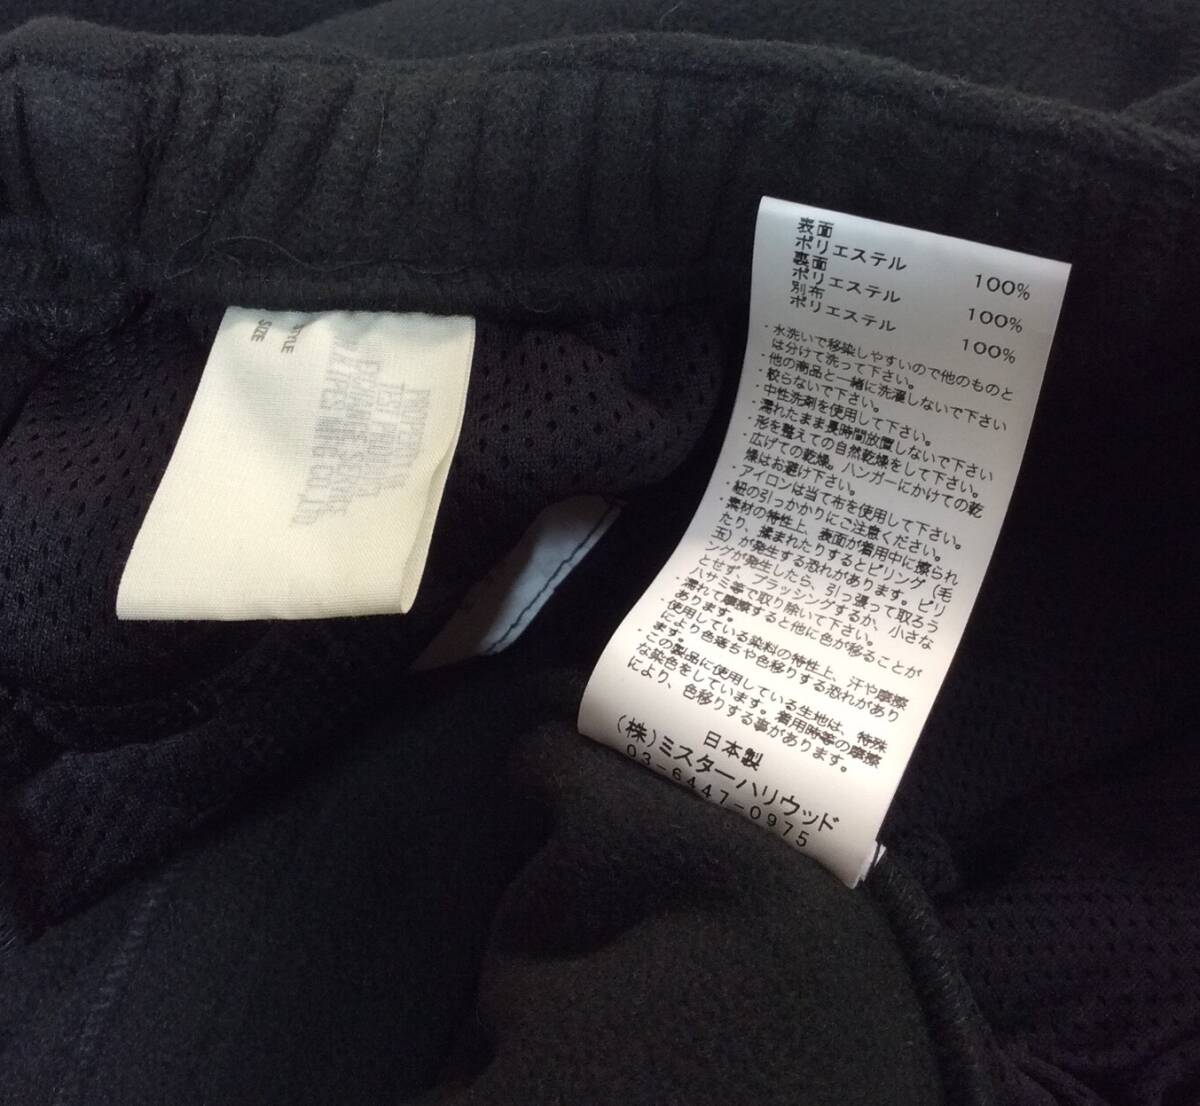 STYLE
SIZE
表面
ポリエステル 100%
裏面
ポリエステル 100%
別布
ポリエステル 100%
・水洗いで移染しやすいので他のものと
は分けて洗って下さい。
・他の商品と一緒に洗濯しないで下さい
・絞らないで下さい。
・中性洗剤を使用して下さい。
・濡れたまま長時間放置しないで下さい
・形を整えての自然乾燥をして下さい。
・広げての乾燥。ハンガーにかけての乾
燥はお避け下さい。
・アイロンは当て布を使用して下さい。
・紐の引っかかりにご注意ください。
・素材の特性上、表面が着用中に擦られ
たり、揉まれたりするとピリング（毛
玉）が発生する恐れがあります。ピリ
ングが発生したら、引っ張って取ろう
とせず、ブラッシングするか、小さな
ハサミ等で取り除いて下さい。
・濡れて摩擦すると他に色が移ることが
あります。
・使用している染料の特性上、汗や摩擦
により色落ちや色移りする恐れがあり
ます。
・この製品に使用している生地は、特殊
な染色をしています。着用時等の摩擦
により、色移りする事があります。
日本製
(株)ミスターハリウッド
03-6447-0975